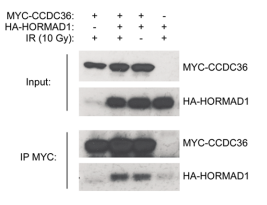 MYC-CCDC36: + + + -
HA-HORMAD1: - + + +
IR (10 Gy): + + - +
MYC-CCDC36
Input:
HA-HORMAD1
MYC-CCDC36
IP MYC:
HA-HORMAD1